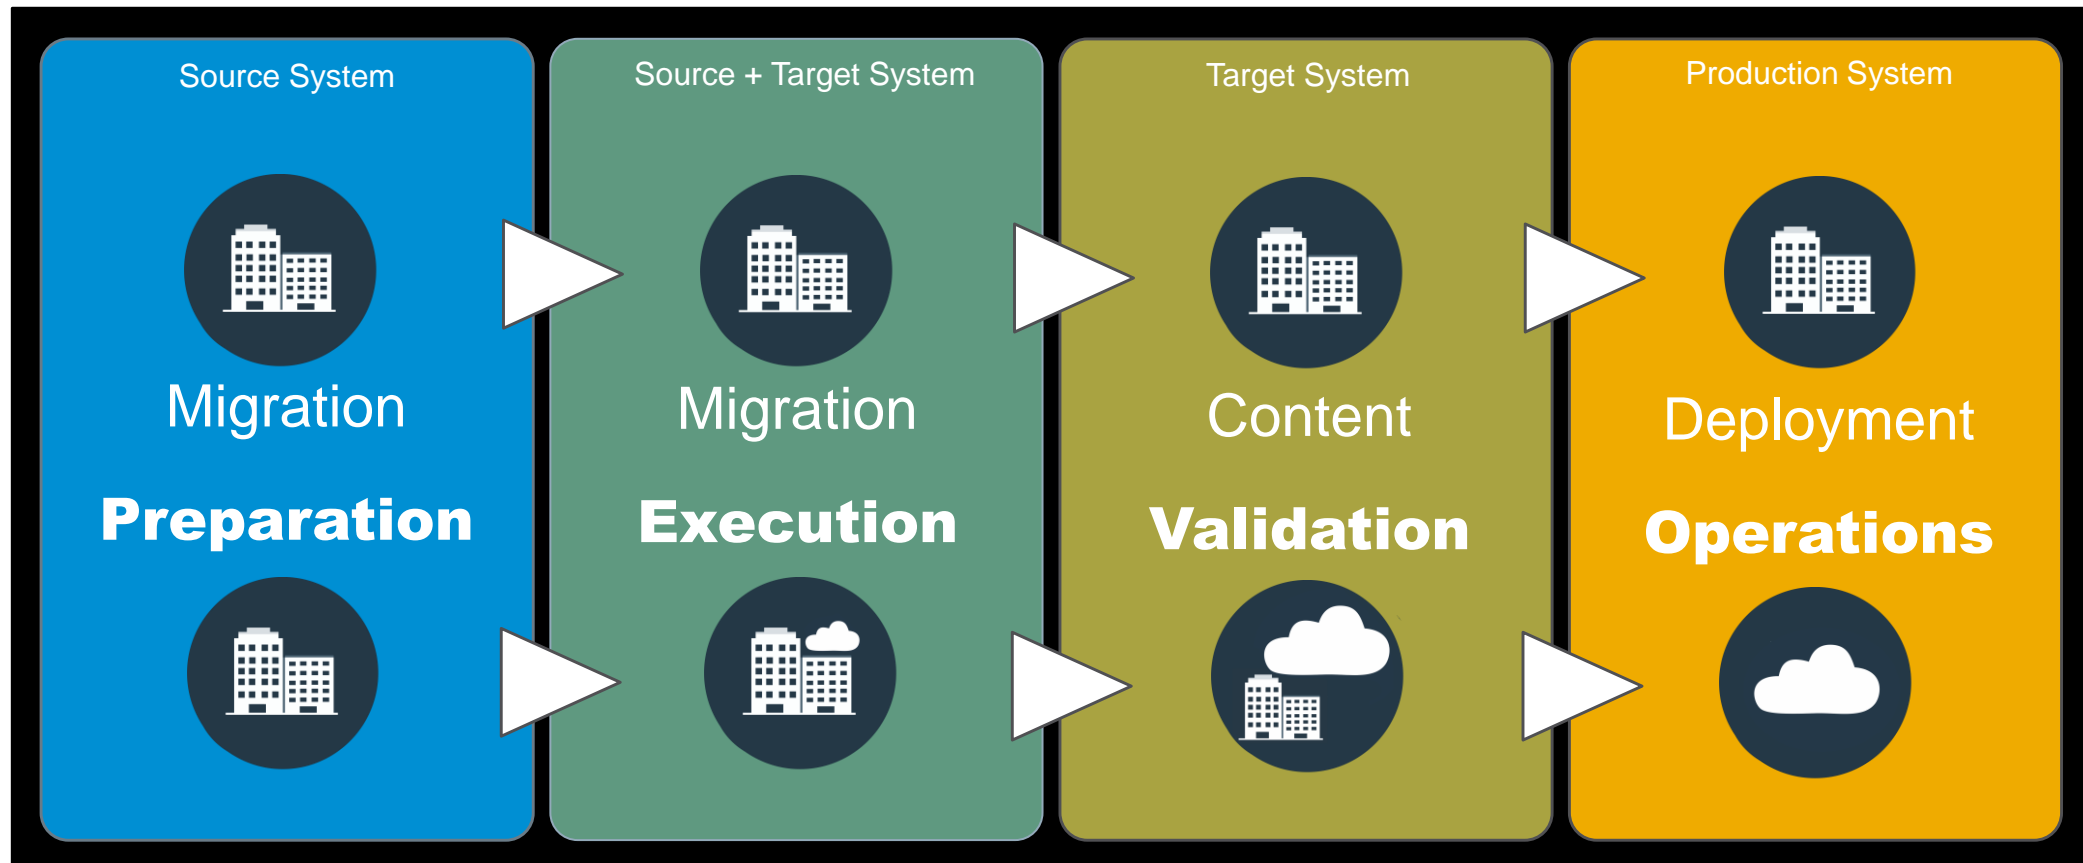 Source System
Migration
Preparation
Source + Target System
Migration
Execution
Target System
Content
Validation
Production System
Deployment
Operations